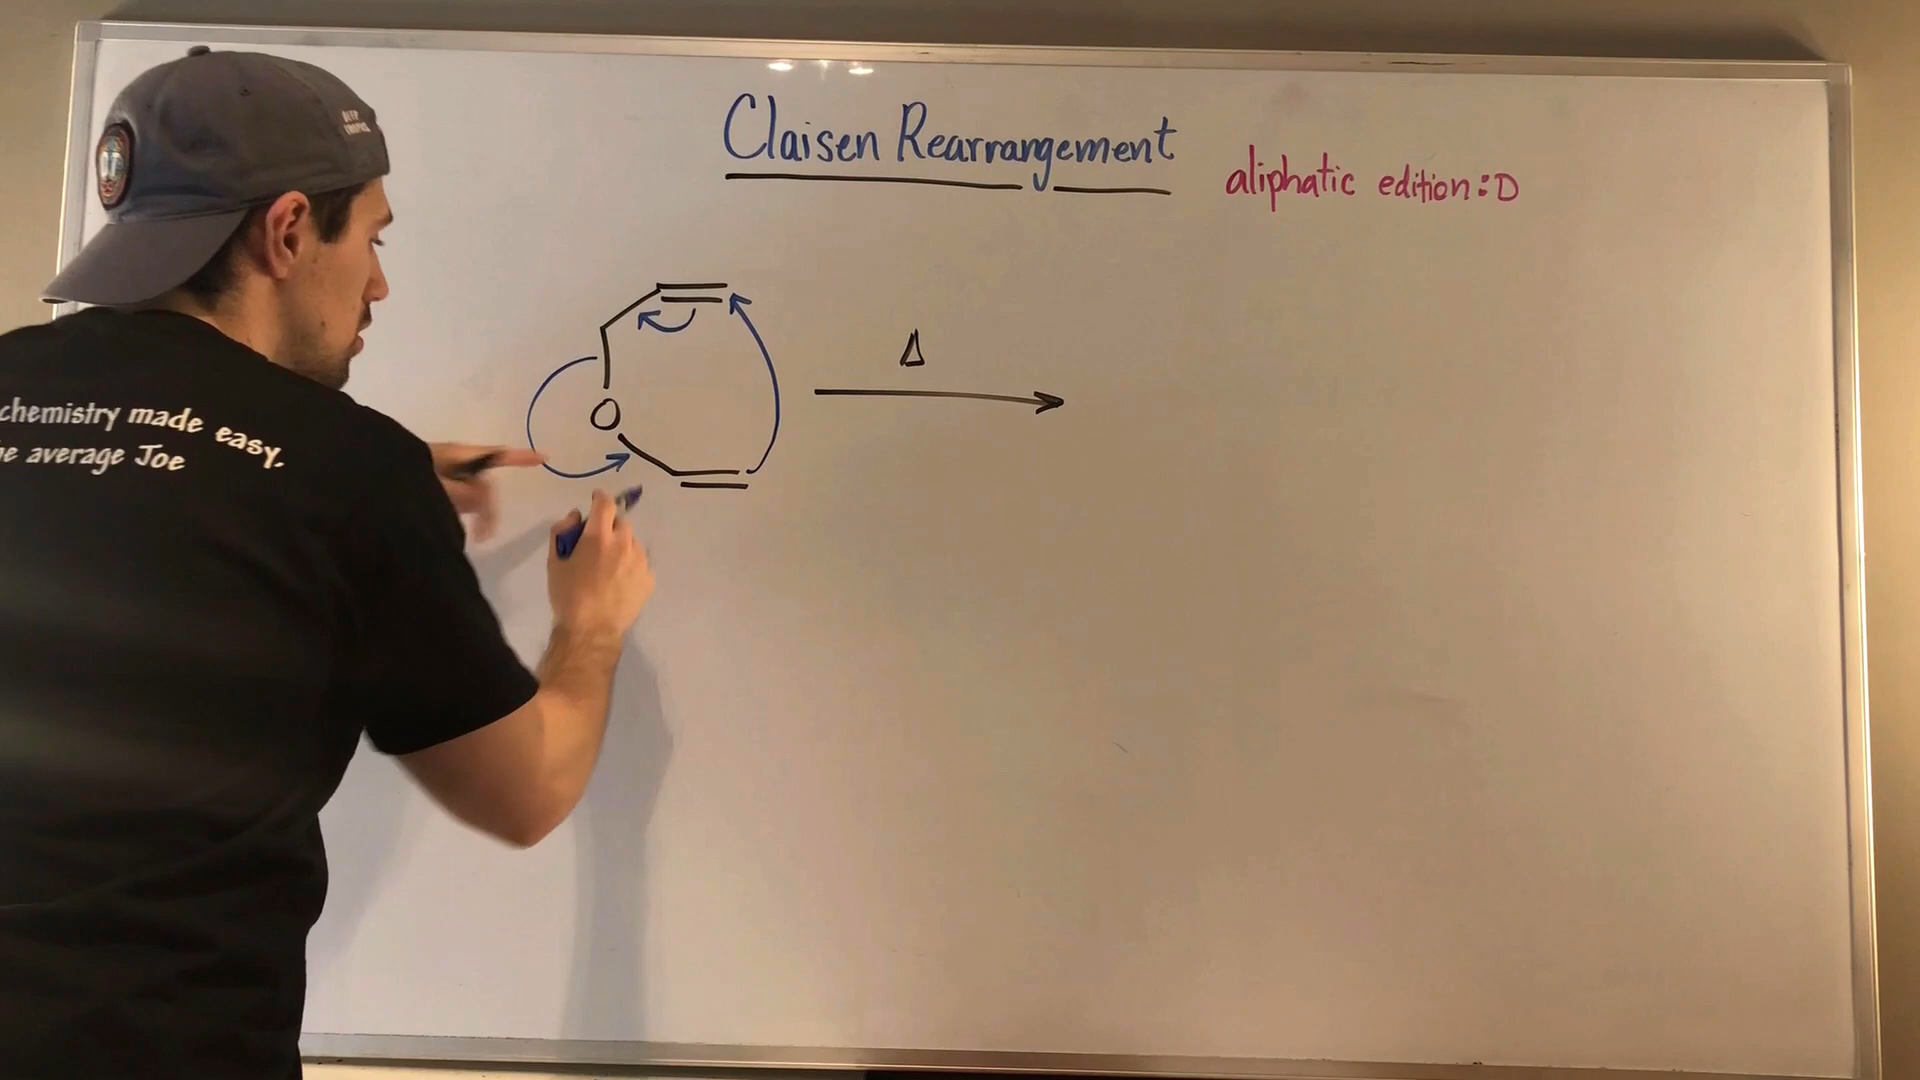 Claisen Rearrangement
aliphatic edition :D
Δ
O
chemistry made easy,
average Joe